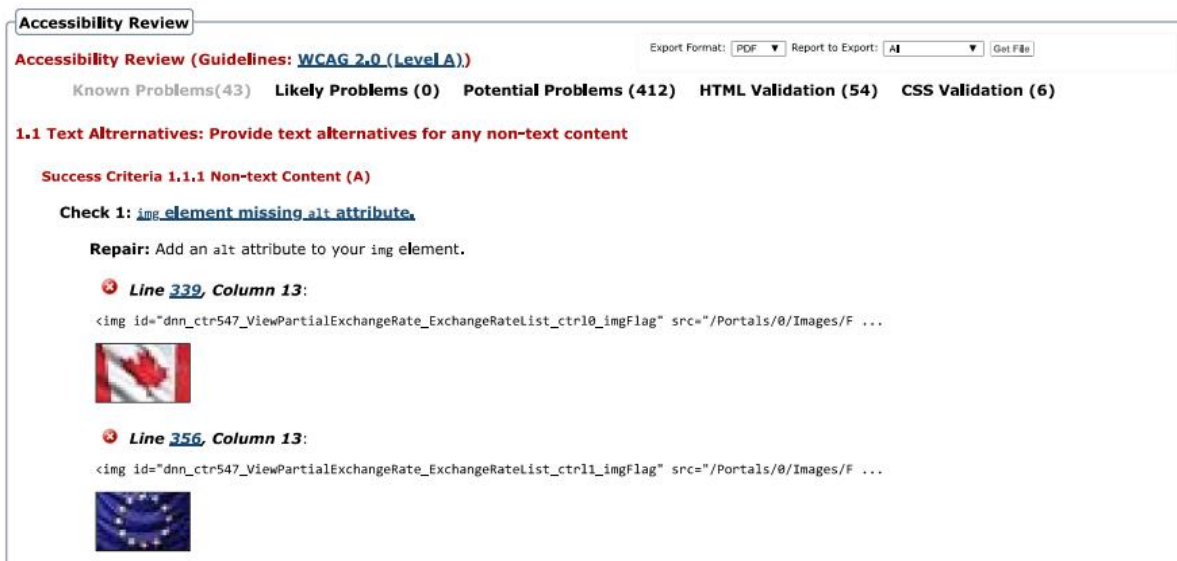 Accessibility Review
Export Format: PDF ▼ Report to Export: All ▼ Get File
Accessibility Review (Guidelines: WCAG 2.0 (Level A))
Known Problems(43) Likely Problems (0) Potential Problems (412) HTML Validation (54) CSS Validation (6)
1.1 Text Altrernatives: Provide text alternatives for any non-text content
Success Criteria 1.1.1 Non-text Content (A)
Check 1: img element missing alt attribute.
Repair: Add an alt attribute to your img element.
Line 339, Column 13:
<img id="dnn_ctr547_ViewPartialExchangeRate_ExchangeRateList_ctrl0_imgFlag" src="/Portals/0/Images/F ...
Line 356, Column 13:
<img id="dnn_ctr547_ViewPartialExchangeRate_ExchangeRateList_ctrl1_imgFlag" src="/Portals/0/Images/F ...